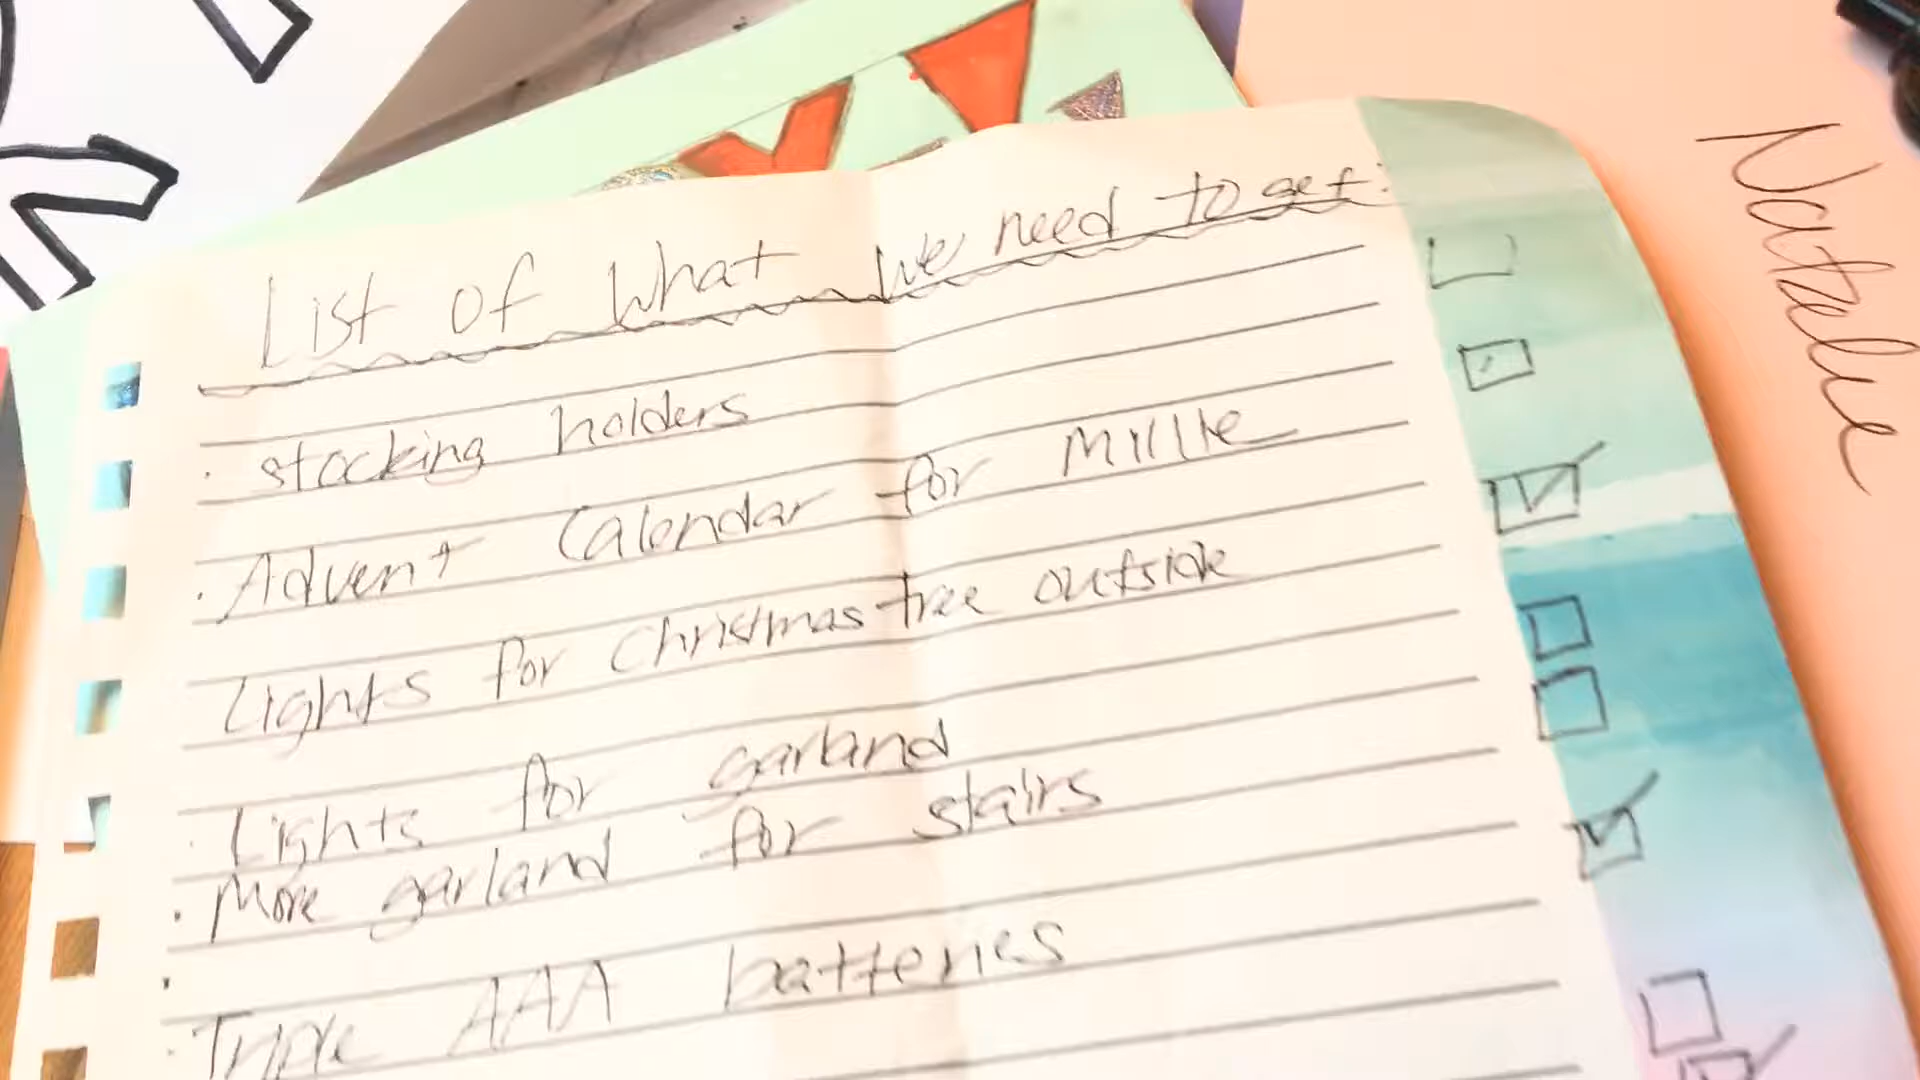 List of What we need to get:
· stocking holders
· Advent Calendar for Millie
Lights for Christmas tree outside
· Lights for garland
· More garland for stairs
·
· Triple AAA batteries
Natalie